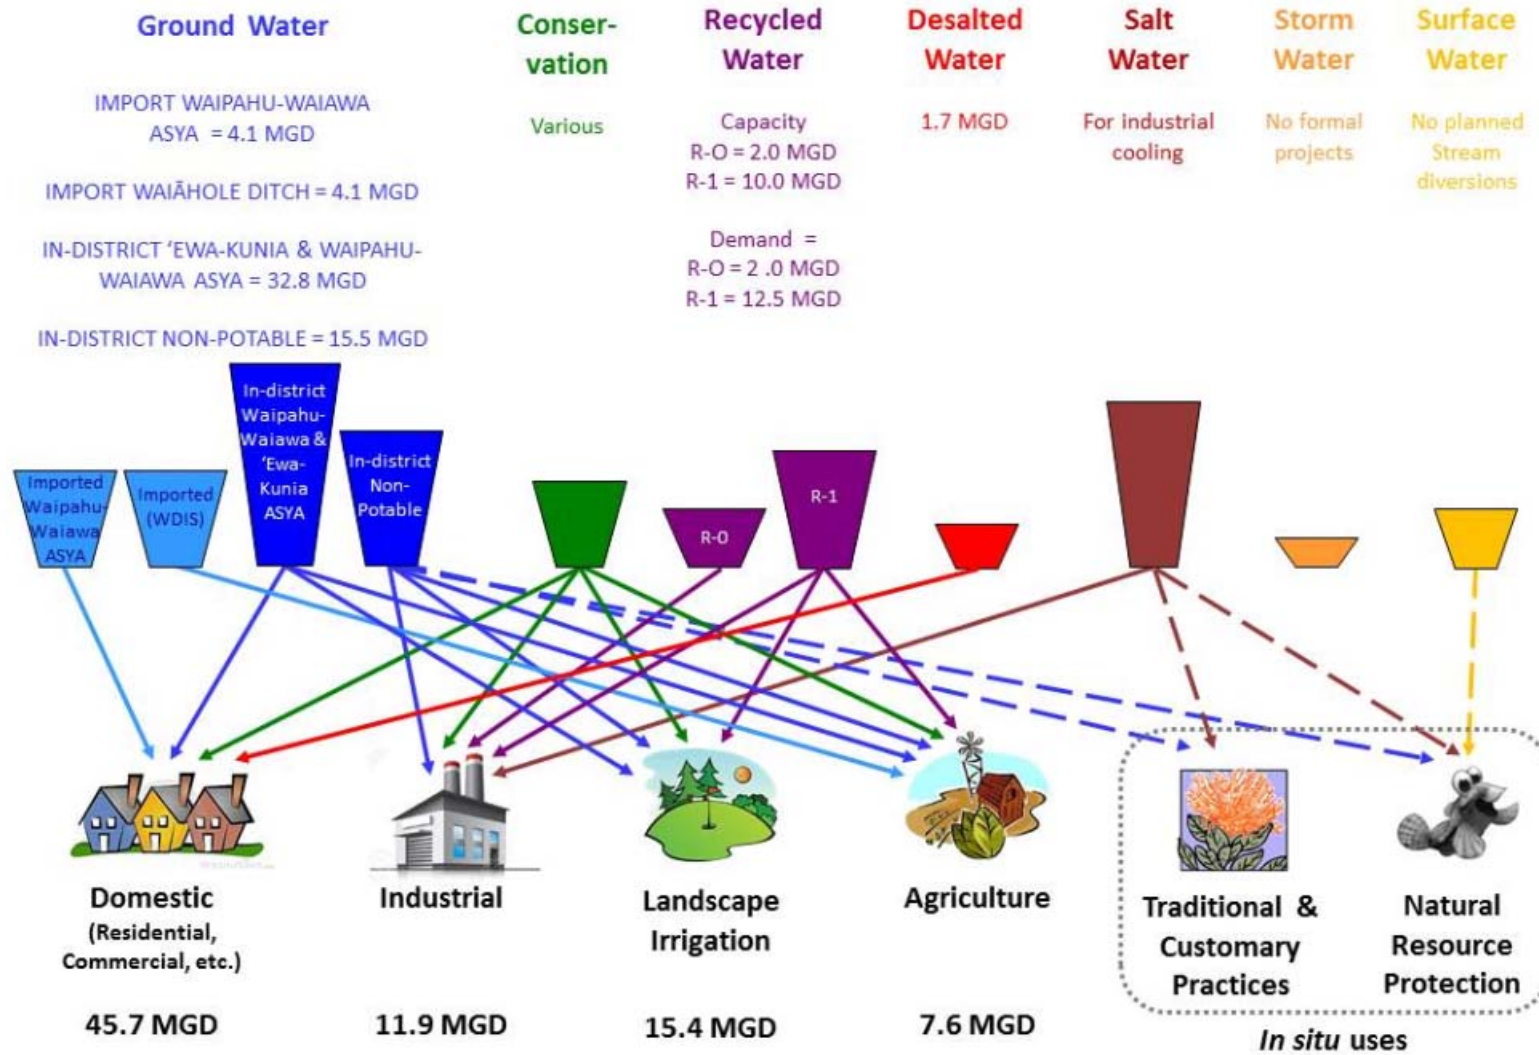 Ground Water
IMPORT WAIPAHU-WAIAWA
ASYA = 4.1 MGD
IMPORT WAIĀHOLE DITCH = 4.1 MGD
IN-DISTRICT ‘EWA-KUNIA & WAIPAHU-
WAIAWA ASYA = 32.8 MGD
IN-DISTRICT NON-POTABLE = 15.5 MGD
Conser-
vation
Various
Recycled
Water
Capacity
R-O = 2.0 MGD
R-1 = 10.0 MGD
Demand =
R-O = 2 .0 MGD
R-1 = 12.5 MGD
Desalted
Water
1.7 MGD
Salt
Water
For industrial
cooling
Storm
Water
No formal
projects
Surface
Water
No planned
Stream
diversions
Imported
Waipahu-
Waiawa
ASYA
Imported
(WDIS)
In-district
Waipahu-
Waiawa &
‘Ewa-
Kunia
ASYA
In-district
Non-
Potable
R-O
R-1
Domestic
(Residential,
Commercial, etc.)
45.7 MGD
Industrial
11.9 MGD
Landscape
Irrigation
15.4 MGD
Agriculture
7.6 MGD
Traditional &
Customary
Practices
Natural
Resource
Protection
In situ uses